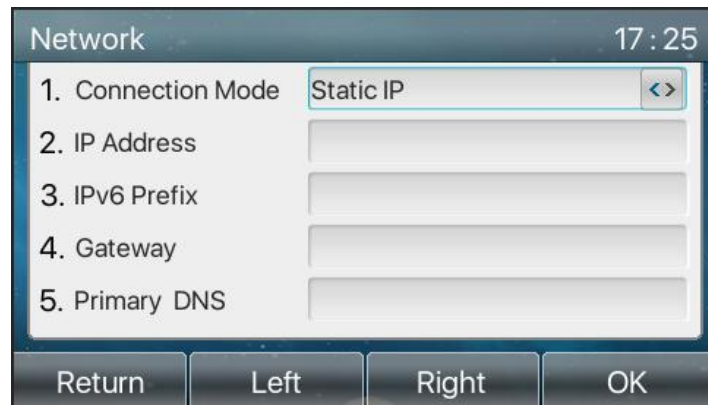 Network 17 : 25
1. Connection Mode Static IP <>
2. IP Address
3. IPv6 Prefix
4. Gateway
5. Primary DNS
Return Left Right OK